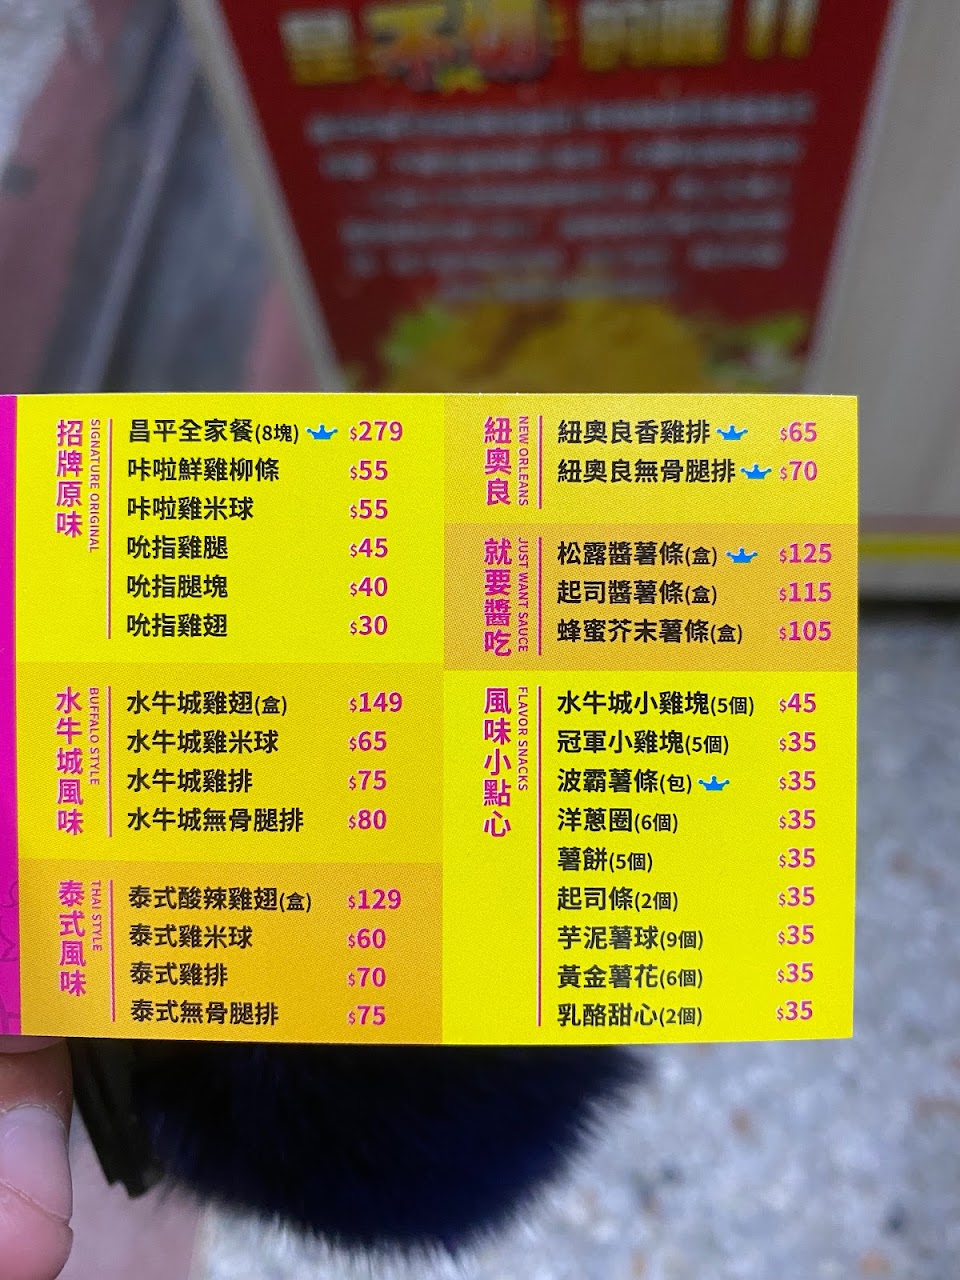 招牌原味
SIGNATURE ORIGINAL
昌平全家餐(8塊) $279
咔啦鮮雞柳條 $55
咔啦雞米球 $55
吮指雞腿 $45
吮指腿塊 $40
吮指雞翅 $30
水牛城風味
BUFFALO STYLE
水牛城雞翅(盒) $149
水牛城雞米球 $65
水牛城雞排 $75
水牛城無骨腿排 $80
泰式風味
THAI STYLE
泰式酸辣雞翅(盒) $129
泰式雞米球 $60
泰式雞排 $70
泰式無骨腿排 $75
紐奧良
NEW ORLEANS
紐奧良香雞排 $65
紐奧良無骨腿排 $70
就要醬吃
JUST WANT SAUCE
松露醬薯條(盒) $125
起司醬薯條(盒) $115
蜂蜜芥末薯條(盒) $105
風味小點心
FLAVOR SNACKS
水牛城小雞塊(5個) $45
冠軍小雞塊(5個) $35
波霸薯條(包) $35
洋蔥圈(6個) $35
薯餅(5個) $35
起司條(2個) $35
芋泥薯球(9個) $35
黃金薯花(6個) $35
乳酪甜心(2個) $35